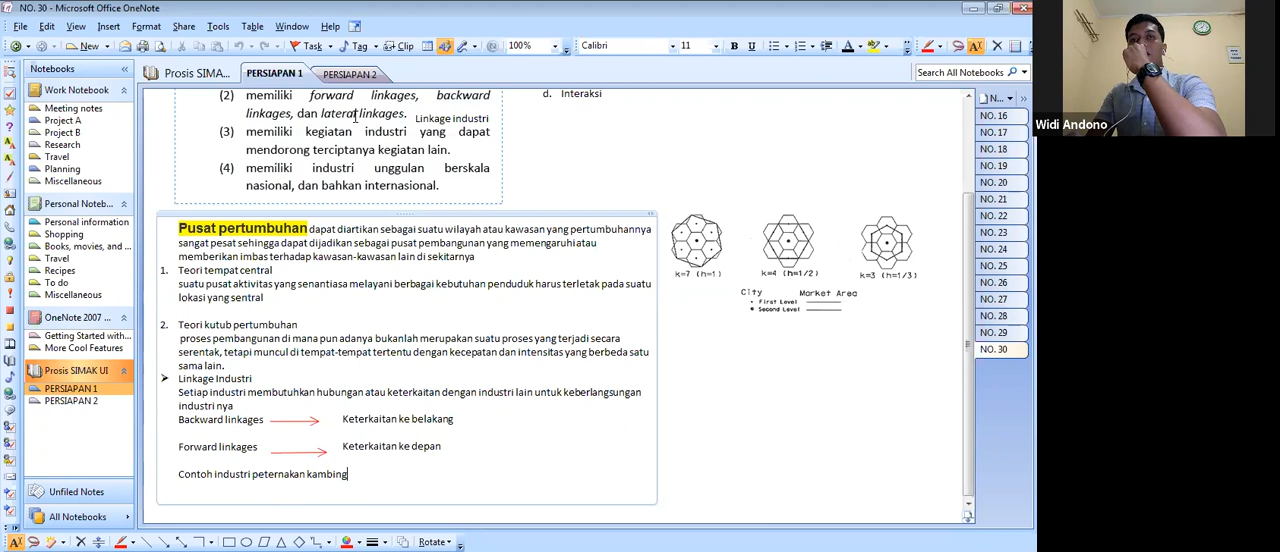 NO. 30 - Microsoft Office OneNote
File Edit View Insert Format Share Tools Table Window Help
New Task Tag Clip 100% Calibri 11 B U A
Notebooks
Prosis SIMA... PERSIAPAN 1 PERSIAPAN 2 Search All Notebooks
Work Notebook
Meeting notes
Project A
Project B
Research
Travel
Planning
Miscellaneous
Personal Noteb...
Personal information
Shopping
Books, movies, and ...
Travel
Recipes
To do
Miscellaneous
OneNote 2007 ...
Getting Started with...
More Cool Features
Prosis SIMAK UI
PERSIAPAN 1
PERSIAPAN 2
Unfiled Notes
All Notebooks
(2) memiliki forward linkages, backward
linkages, dan lateral linkages.
Linkage industri
(3) memiliki kegiatan industri yang dapat
mendorong terciptanya kegiatan lain.
(4) memiliki industri unggulan berskala
nasional, dan bahkan internasional.
d. Interaksi
Pusat pertumbuhan dapat diartikan sebagai suatu wilayah atau kawasan yang pertumbuhannya
sangat pesat sehingga dapat dijadikan sebagai pusat pembangunan yang memengaruhi atau
memberikan imbas terhadap kawasan-kawasan lain di sekitarnya
1. Teori tempat central
suatu pusat aktivitas yang senantiasa melayani berbagai kebutuhan penduduk harus terletak pada suatu
lokasi yang sentral
2. Teori kutub pertumbuhan
proses pembangunan di mana pun adanya bukanlah merupakan suatu proses yang terjadi secara
serentak, tetapi muncul di tempat-tempat tertentu dengan kecepatan dan intensitas yang berbeda satu
sama lain.
Linkage Industri
Setiap industri membutuhkan hubungan atau keterkaitan dengan industri lain untuk keberlangsungan
industri nya
Backward linkages Keterkaitan ke belakang
Forward linkages Keterkaitan ke depan
Contoh industri peternakan kambing
k=7 (h=1) k=4 (h=1/2) k=3 (h=1/3)
City Market Area
First Level
Second Level
N...
NO. 16
NO. 17
NO. 18
NO. 19
NO. 20
NO. 21
NO. 22
NO. 23
NO. 24
NO. 25
NO. 26
NO. 27
NO. 28
NO. 29
NO. 30
Rotate
Widi Andono